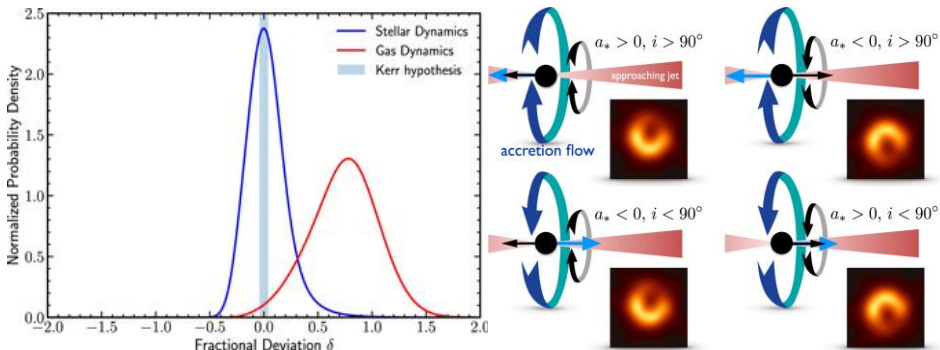 Normalized Probability Density
2.5
2.0
1.5
1.0
0.5
0.0
−2.0 −1.5 −1.0 −0.5 0.0 0.5 1.0 1.5 2.0
Fractional Deviation δ
Stellar Dynamics
Gas Dynamics
Kerr hypothesis
a* > 0, i > 90°
approaching jet
accretion flow
a* < 0, i > 90°
a* < 0, i < 90°
a* > 0, i < 90°